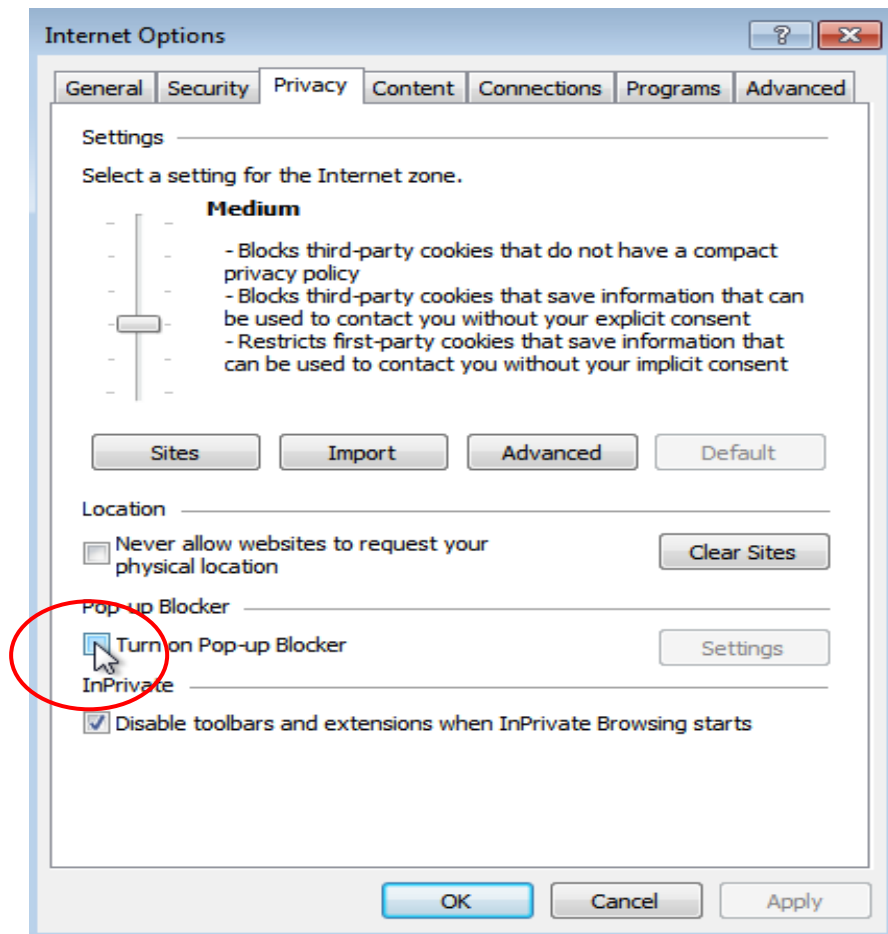 Internet Options
General Security Privacy Content Connections Programs Advanced
Settings
Select a setting for the Internet zone.
Medium
- Blocks third-party cookies that do not have a compact
privacy policy
- Blocks third-party cookies that save information that can
be used to contact you without your explicit consent
- Restricts first-party cookies that save information that
can be used to contact you without your implicit consent
Sites Import Advanced Default
Location
Never allow websites to request your
physical location
Clear Sites
Pop-up Blocker
Turn on Pop-up Blocker
Settings
InPrivate
Disable toolbars and extensions when InPrivate Browsing starts
OK Cancel Apply